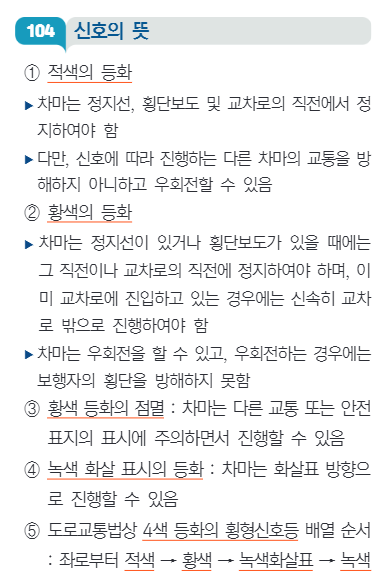 104 신호의 뜻
① 적색의 등화
▶ 차마는 정지선, 횡단보도 및 교차로의 직전에서 정
지하여야 함
▶ 다만, 신호에 따라 진행하는 다른 차마의 교통을 방
해하지 아니하고 우회전할 수 있음
② 황색의 등화
▶ 차마는 정지선이 있거나 횡단보도가 있을 때에는
그 직전이나 교차로의 직전에 정지하여야 하며, 이
미 교차로에 진입하고 있는 경우에는 신속히 교차
로 밖으로 진행하여야 함
▶ 차마는 우회전을 할 수 있고, 우회전하는 경우에는
보행자의 횡단을 방해하지 못함
③ 황색 등화의 점멸 : 차마는 다른 교통 또는 안전
표지의 표시에 주의하면서 진행할 수 있음
④ 녹색 화살 표시의 등화 : 차마는 화살표 방향으
로 진행할 수 있음
⑤ 도로교통법상 4색 등화의 횡형신호등 배열 순서
: 좌로부터 적색 → 황색 → 녹색화살표 → 녹색